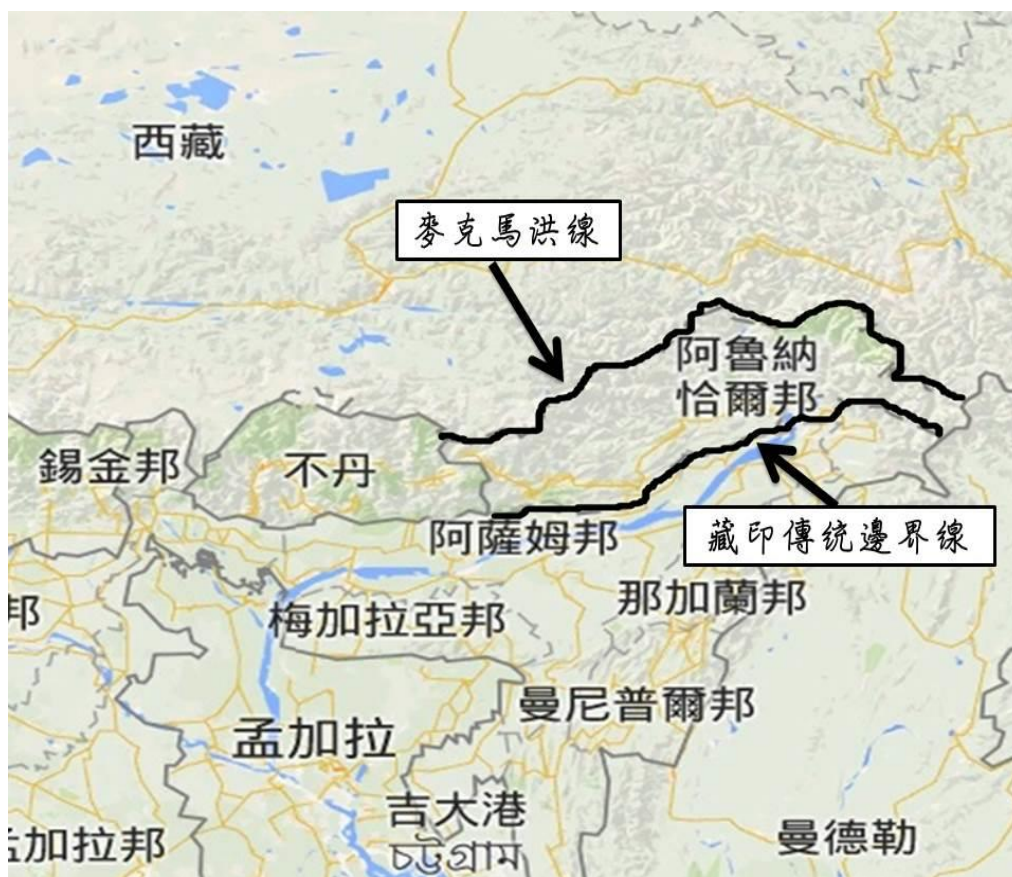 西藏
麥克馬洪線
阿魯納
恰爾邦
錫金邦
不丹
藏印傳統邊界線
阿薩姆邦
邦
梅加拉亞邦
那加蘭邦
曼尼普爾邦
孟加拉
吉大港
চট্টগ্রাম
孟加拉邦
曼德勒